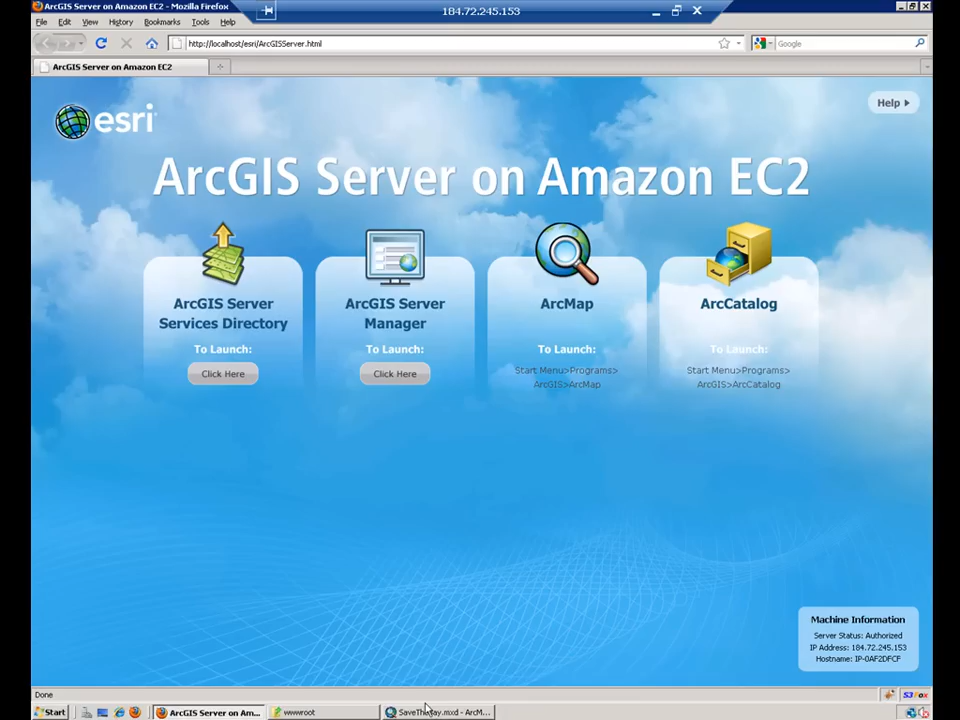 ArcGIS Server on Amazon EC2 - Mozilla Firefox
184.72.245.153
File Edit View History Bookmarks Tools Help
http://localhost/esri/ArcGISServer.html
Google
ArcGIS Server on Amazon EC2
esri
Help
ArcGIS Server on Amazon EC2
ArcGIS Server
Services Directory
To Launch:
Click Here
ArcGIS Server
Manager
To Launch:
Click Here
ArcMap
To Launch:
Start Menu>Programs>
ArcGIS>ArcMap
ArcCatalog
To Launch:
Start Menu>Programs>
ArcGIS>ArcCatalog
Machine Information
Server Status: Authorized
IP Address: 184.72.245.153
Hostname: IP-0AF2DFCF
Done
S3Fox
Start
ArcGIS Server on Am...
wwwroot
.mxd - ArcM...